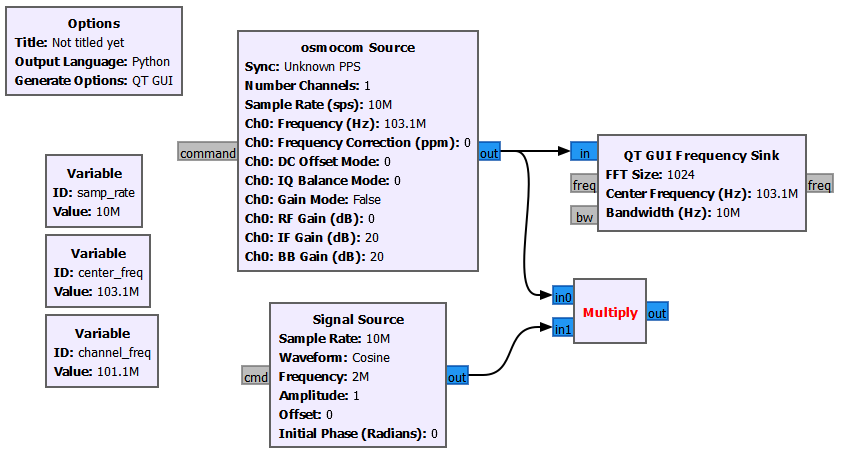 Options
Title: Not titled yet
Output Language: Python
Generate Options: QT GUI
osmocom Source
Sync: Unknown PPS
Number Channels: 1
Sample Rate (sps): 10M
Ch0: Frequency (Hz): 103.1M
Ch0: Frequency Correction (ppm): 0
Ch0: DC Offset Mode: 0
Ch0: IQ Balance Mode: 0
Ch0: Gain Mode: False
Ch0: RF Gain (dB): 0
Ch0: IF Gain (dB): 20
Ch0: BB Gain (dB): 20
command
out
QT GUI Frequency Sink
FFT Size: 1024
Center Frequency (Hz): 103.1M
Bandwidth (Hz): 10M
in
freq
bw
freq
Variable
ID: samp_rate
Value: 10M
Variable
ID: center_freq
Value: 103.1M
Variable
ID: channel_freq
Value: 101.1M
Signal Source
Sample Rate: 10M
Waveform: Cosine
Frequency: 2M
Amplitude: 1
Offset: 0
Initial Phase (Radians): 0
cmd
out
in0
in1
Multiply
out